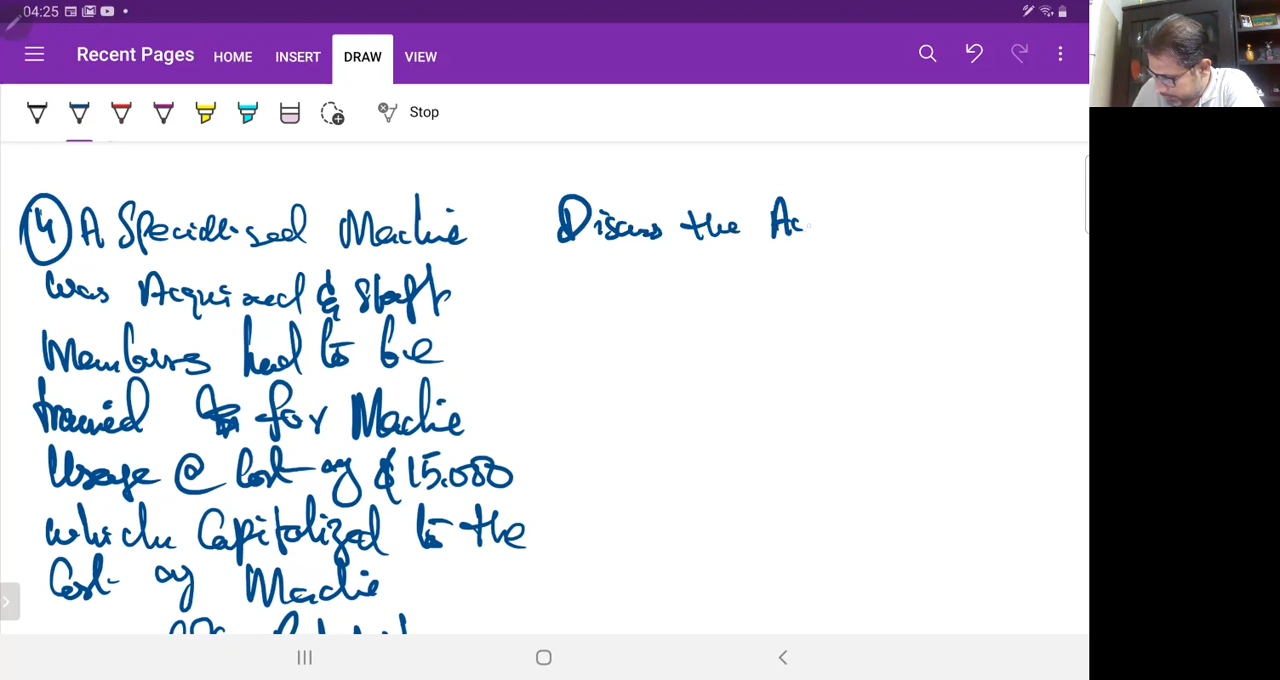 04:25
Recent Pages HOME INSERT DRAW VIEW
Stop
14 A Specialised Machine Discuss the Ac
was Acquired & Staff
Members had to be
trained for Machine
Usage @ Cost of $15.000
which Capitalized to the
Cost of Machine